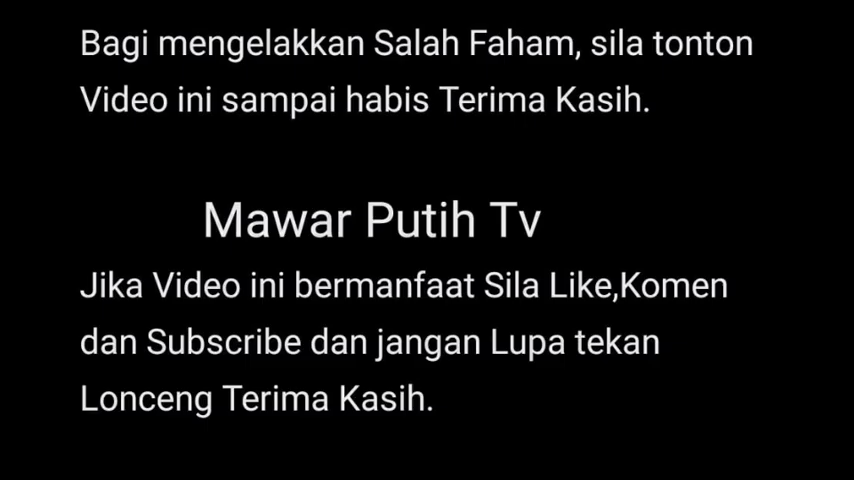 Bagi mengelakkan Salah Faham, sila tonton
Video ini sampai habis Terima Kasih.
Mawar Putih Tv
Jika Video ini bermanfaat Sila Like,Komen
dan Subscribe dan jangan Lupa tekan
Lonceng Terima Kasih.